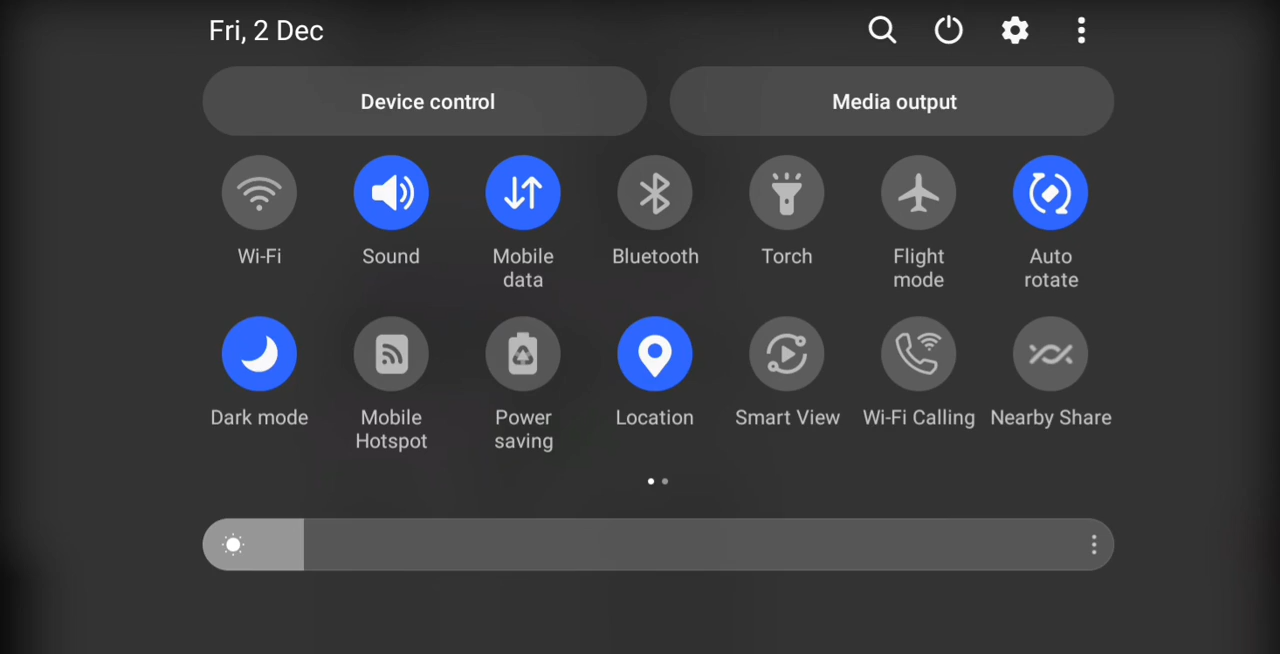 Fri, 2 Dec
Device control
Media output
Wi-Fi
Sound
Mobile
data
Bluetooth
Torch
Flight
mode
Auto
rotate
Dark mode
Mobile
Hotspot
Power
saving
Location
Smart View
Wi-Fi Calling
Nearby Share